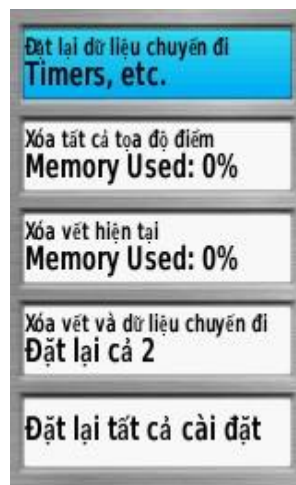 Đặt lại dữ liệu chuyến đi
Timers, etc.
Xóa tất cả tọa độ điểm
Memory Used: 0%
Xóa vết hiện tại
Memory Used: 0%
Xóa vết và dữ liệu chuyến đi
Đặt lại cả 2
Đặt lại tất cả cài đặt